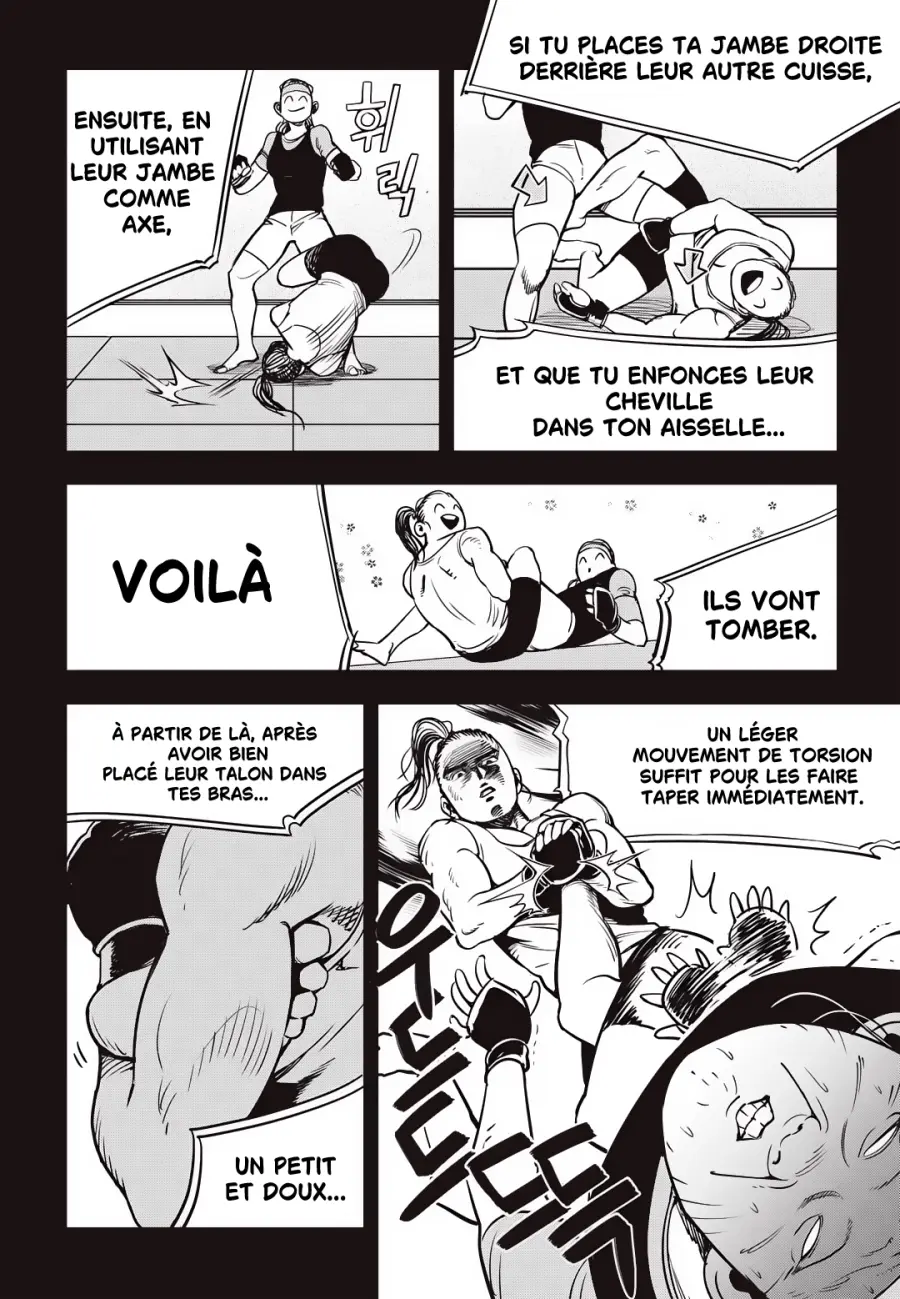 ENSUITE, EN
UTILISANT
LEUR JAMBE
COMME
AXE,
휘
릭
SI TU PLACES TA JAMBE DROITE
DERRIÈRE LEUR AUTRE CUISSE,
ET QUE TU ENFONCES LEUR
CHEVILLE
DANS TON AISSELLE...
VOILÀ
ILS VONT
TOMBER.
À PARTIR DE LÀ, APRÈS
AVOIR BIEN
PLACÉ LEUR TALON DANS
TES BRAS...
UN PETIT
ET DOUX...
UN LÉGER
MOUVEMENT DE TORSION
SUFFIT POUR LES FAIRE
TAPER IMMÉDIATEMENT.